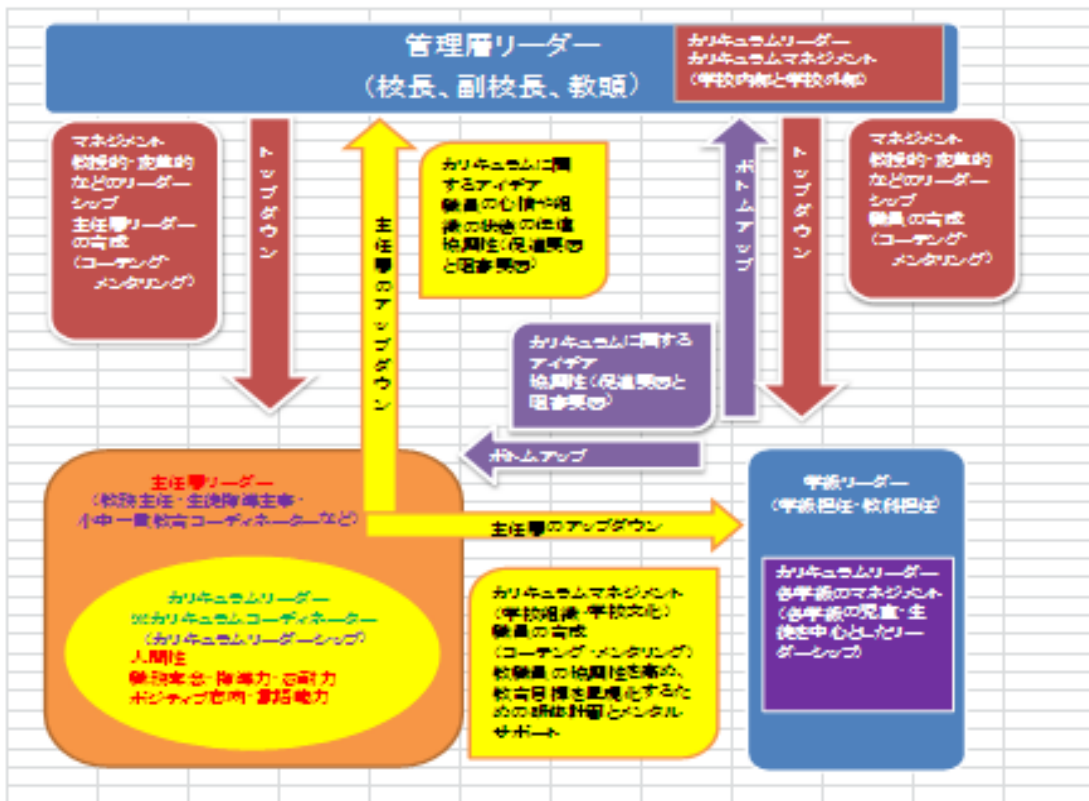 管理層リーダー
(校長、副校長、教頭)
カリキュラムリーダー
カリキュラムマネジメント
(学校内部と学校外部)
マネジメント
教授的・変革的
などのリーダー
シップ
主任層リーダー
の育成
(コーチング・
メンタリング)
トップダウン
主任層のアップダウン
カリキュラムに関
するアイデア
職員の心情や組
織の状態の伝達
協働性(促進要因
と阻害要因)
ボトムアップ
トップダウン
マネジメント
教授的・変革的
などのリーダー
シップ
職員の育成
(コーチング・
メンタリング)
カリキュラムに関する
アイデア
協働性(促進要因と
阻害要因)
ボトムアップ
主任層リーダー
(教務主任・生徒指導主事・
小中一貫教育コーディネーターなど)
主任層のアップダウン
学級リーダー
(学級担任・教科担任)
カリキュラムリーダー
※カリキュラムコーディネーター
(カリキュラムリーダーシップ)
人間性
指導力・忍耐力
ポジティブ
カリキュラムマネジメント
(学校組織・学校文化)
職員の育成
(コーチング・メンタリング)
教職員の協働性を高め、
教育目標を具現化するた
めの研修計画とメンタル
サポート
カリキュラムリーダー
各学級のマネジメント
(各学級の児童・生
徒を中心としたリー
ダーシップ)